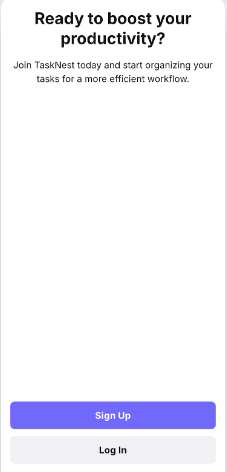 Ready to boost your
productivity?
Join TaskNest today and start organizing your
tasks for a more efficient workflow.
Sign Up
Log In